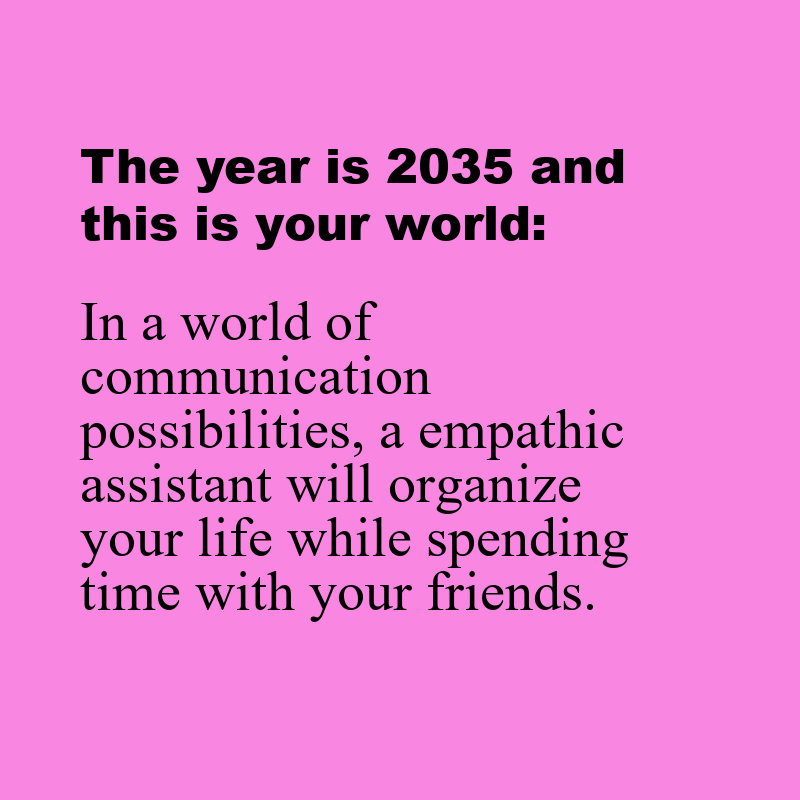 The year is 2035 and
this is your world:
In a world of
communication
possibilities, a empathic
assistant will organize
your life while spending
time with your friends.